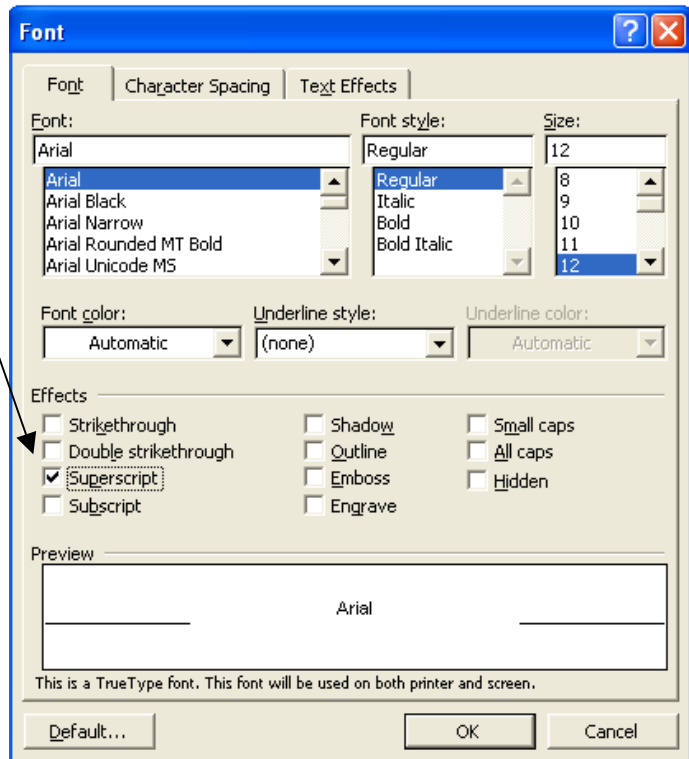 Font
Font Character Spacing Text Effects
Font: Font style: Size:
Arial Regular 12
Arial Regular 8
Arial Black Italic 9
Arial Narrow Bold 10
Arial Rounded MT Bold Bold Italic 11
Arial Unicode MS 12
Font color: Underline style: Underline color:
Automatic (none) Automatic
Effects
Strikethrough Shadow Small caps
Double strikethrough Outline All caps
Superscript Emboss Hidden
Subscript Engrave
Preview
Arial
This is a TrueType font. This font will be used on both printer and screen.
Default... OK Cancel